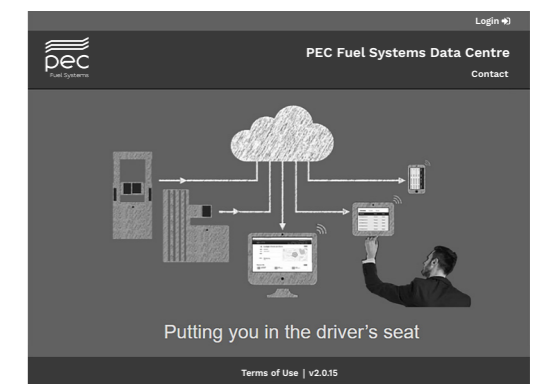 Login
pec
Fuel Systems
PEC Fuel Systems Data Centre
Contact
Putting you in the driver's seat
Terms of Use | v2.0.15